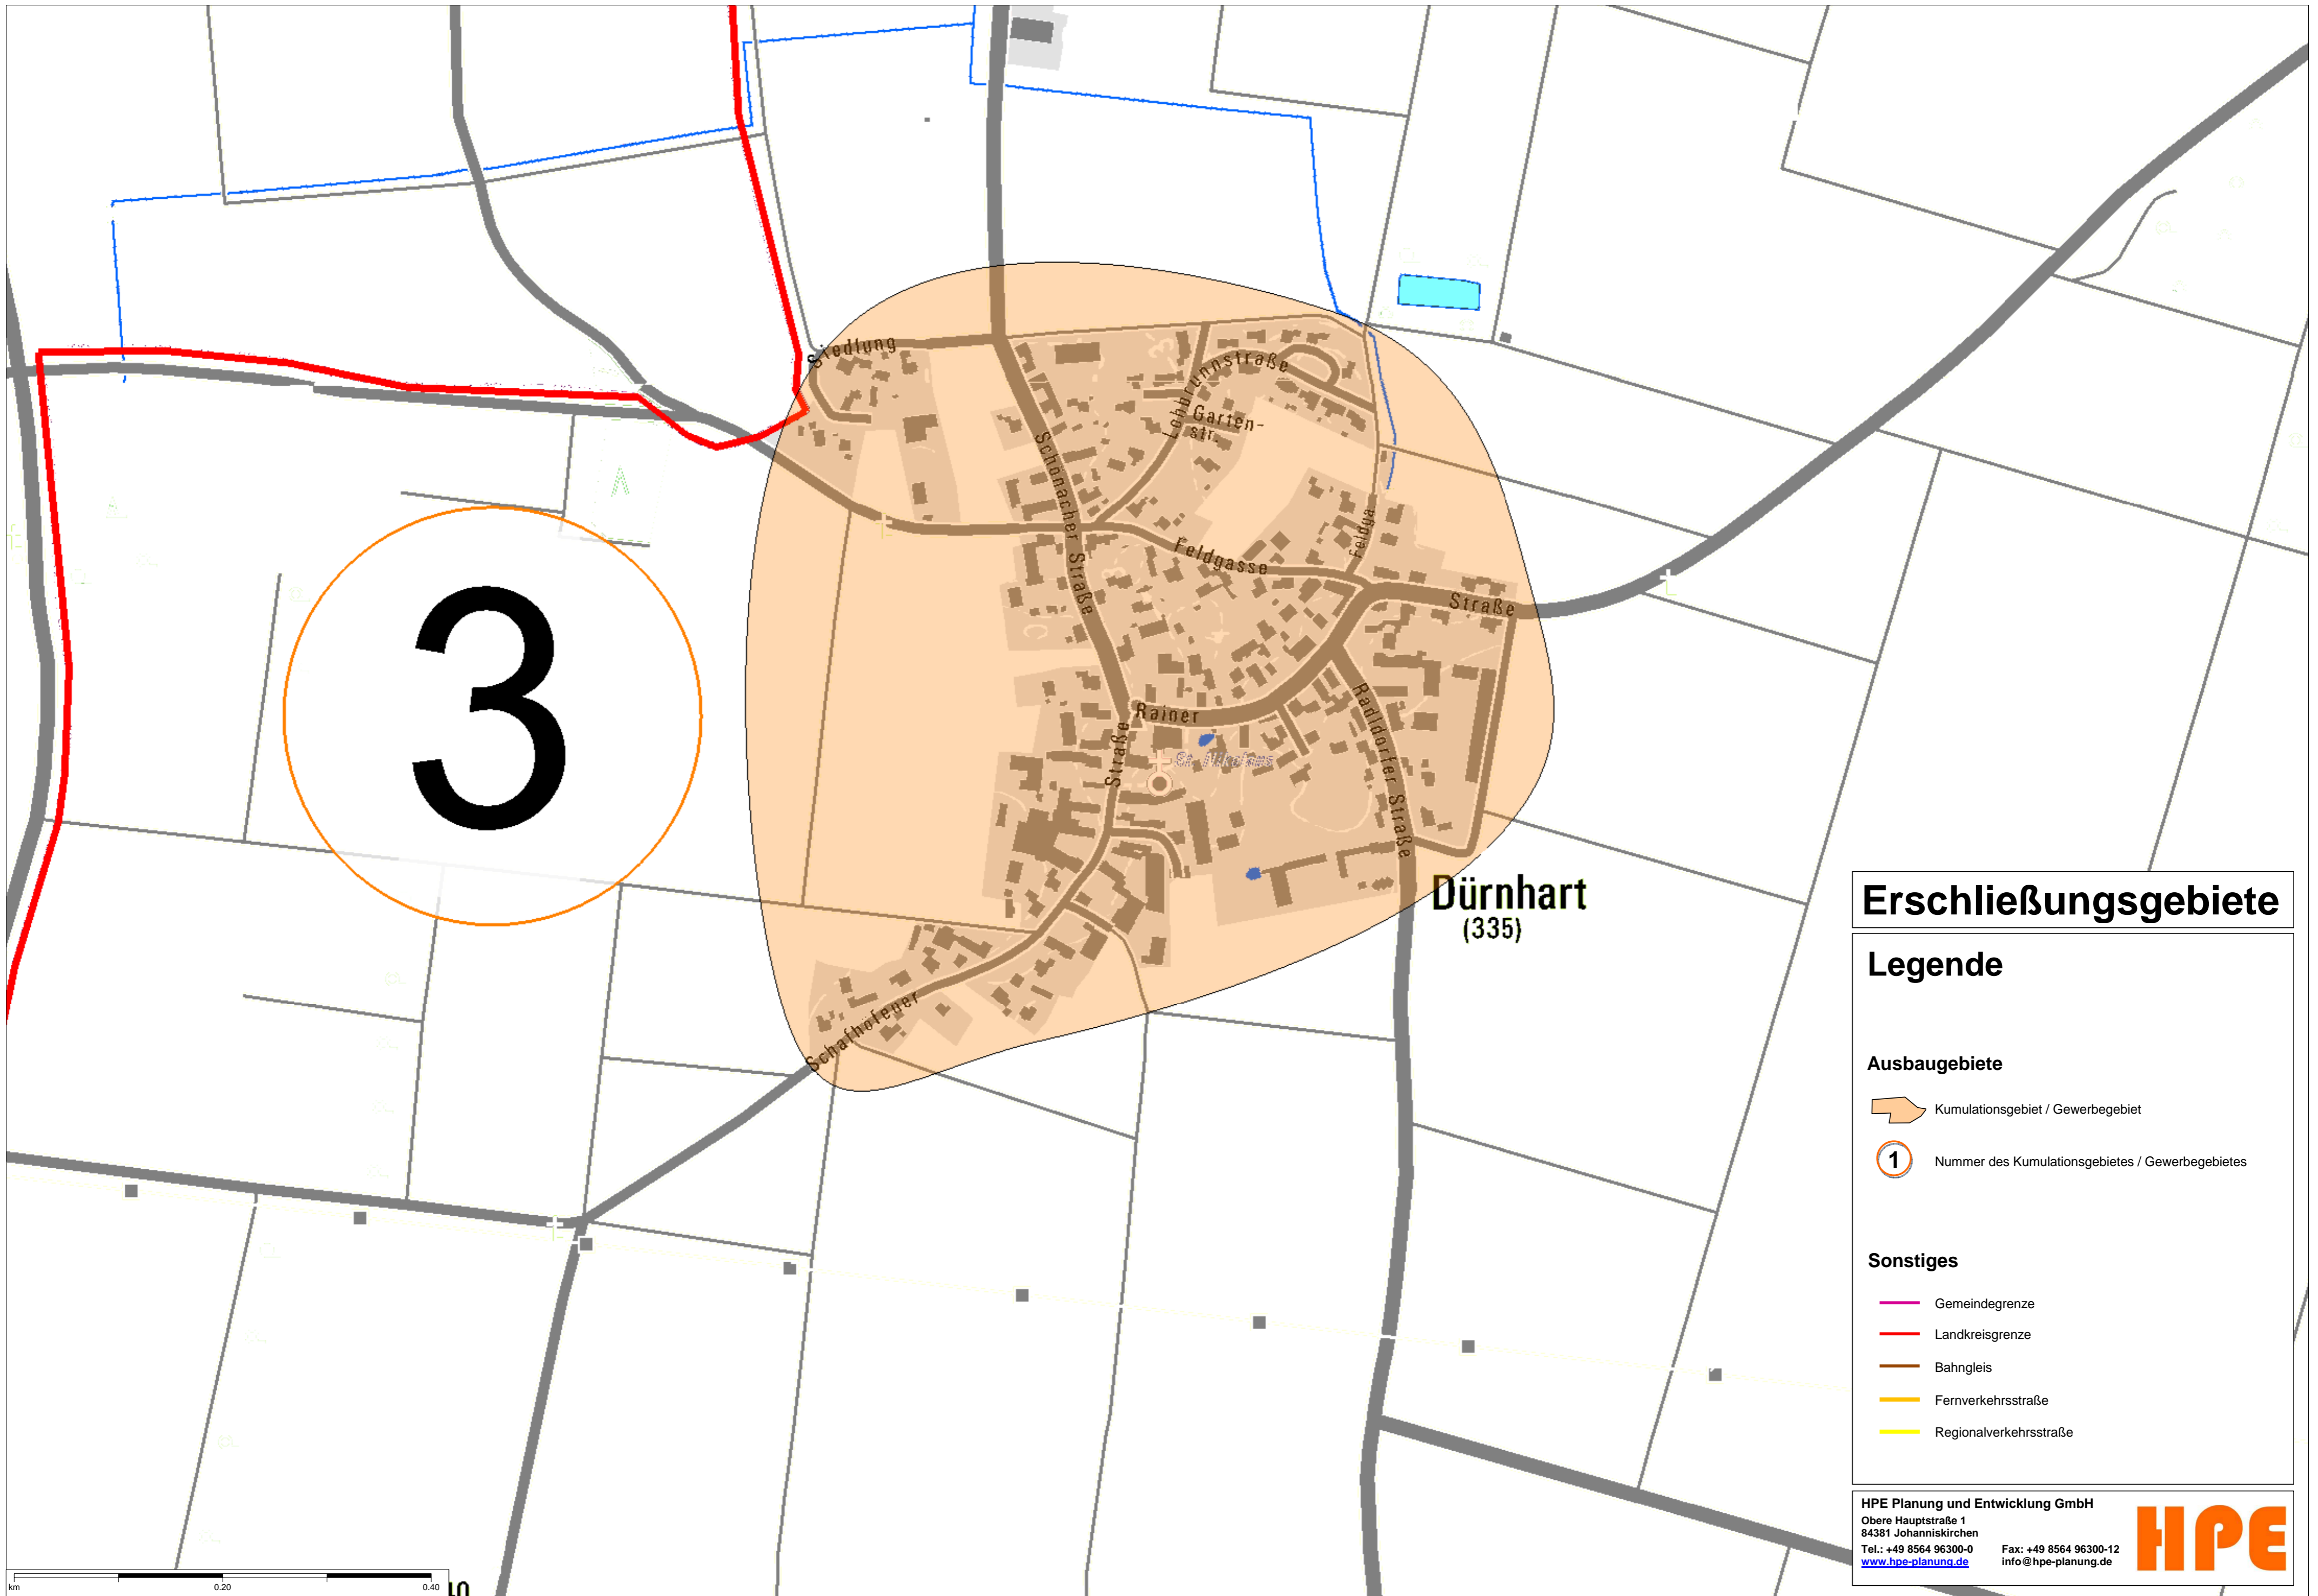 Siedlung
Lohbrunnstraße
Garten-
str.
Schönacher Straße
Feldgasse
Feldga
Straße
Rainer
Radldorfer Straße
Straße
St. Nikolaus
Schafhofener
3
Dürnhart
(335)
Erschließungsgebiete
Legende
Ausbaugebiete
Kumulationsgebiet / Gewerbegebiet
1 Nummer des Kumulationsgebietes / Gewerbegebietes
Sonstiges
Gemeindegrenze
Landkreisgrenze
Bahngleis
Fernverkehrsstraße
Regionalverkehrsstraße
HPE Planung und Entwicklung GmbH
Obere Hauptstraße 1
84381 Johanniskirchen
Tel.: +49 8564 96300-0 Fax: +49 8564 96300-12
www.hpe-planung.de info@hpe-planung.de
HPE
km 0.20 0.40